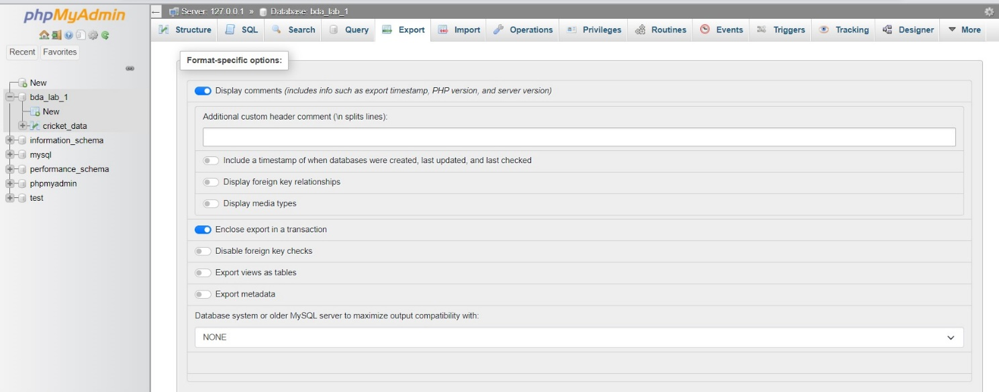 phpMyAdmin
Recent Favorites
New
bda_lab_1
New
cricket_data
information_schema
mysql
performance_schema
phpmyadmin
test
Server: 127.0.0.1 » Database: bda_lab_1
Structure SQL Search Query Export Import Operations Privileges Routines Events Triggers Tracking Designer More
Format-specific options:
Display comments (includes info such as export timestamp, PHP version, and server version)
Additional custom header comment (\n splits lines):
Include a timestamp of when databases were created, last updated, and last checked
Display foreign key relationships
Display media types
Enclose export in a transaction
Disable foreign key checks
Export views as tables
Export metadata
Database system or older MySQL server to maximize output compatibility with:
NONE